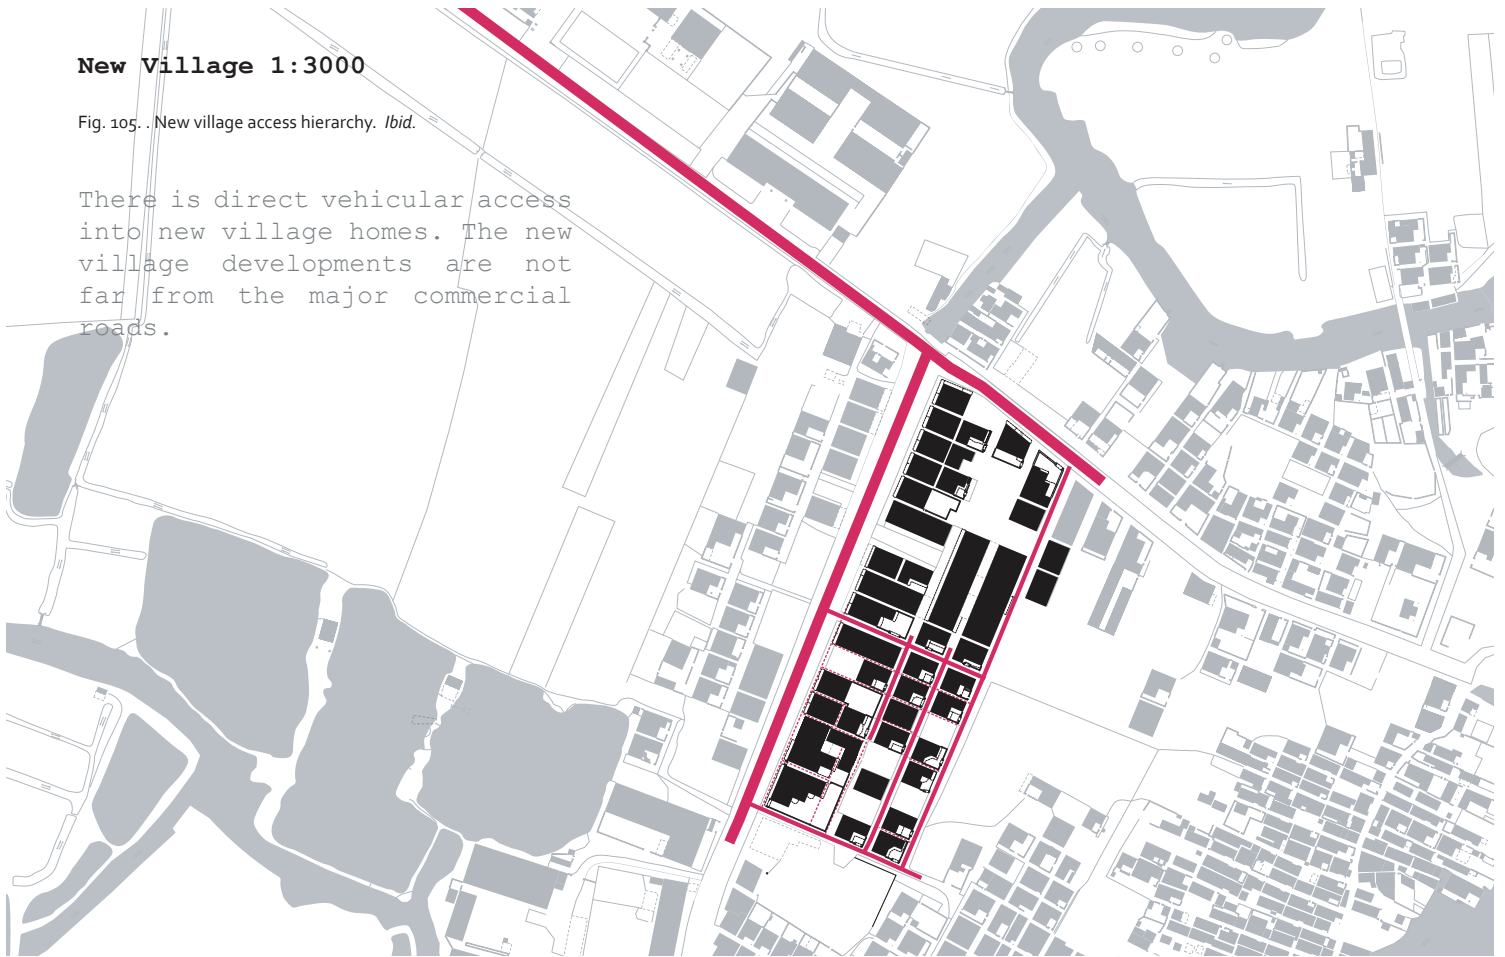 New Village 1:3000
Fig. 105. . New village access hierarchy. Ibid.
There is direct vehicular access
into new village homes. The new
village developments are not
far from the major commercial
roads.